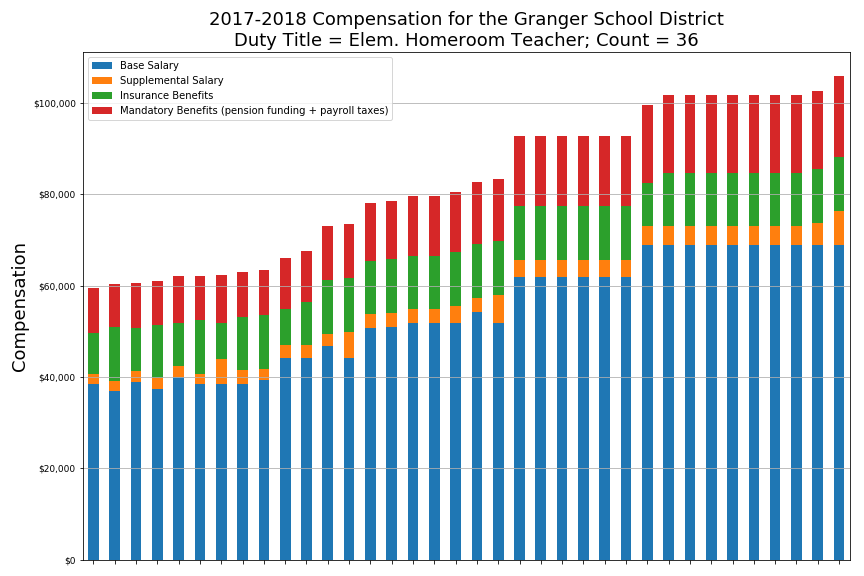 2017-2018 Compensation for the Granger School District
Duty Title = Elem. Homeroom Teacher; Count = 36
Base Salary
Supplemental Salary
Insurance Benefits
Mandatory Benefits (pension funding + payroll taxes)
$100,000
$80,000
$60,000
$40,000
$20,000
$0
Compensation